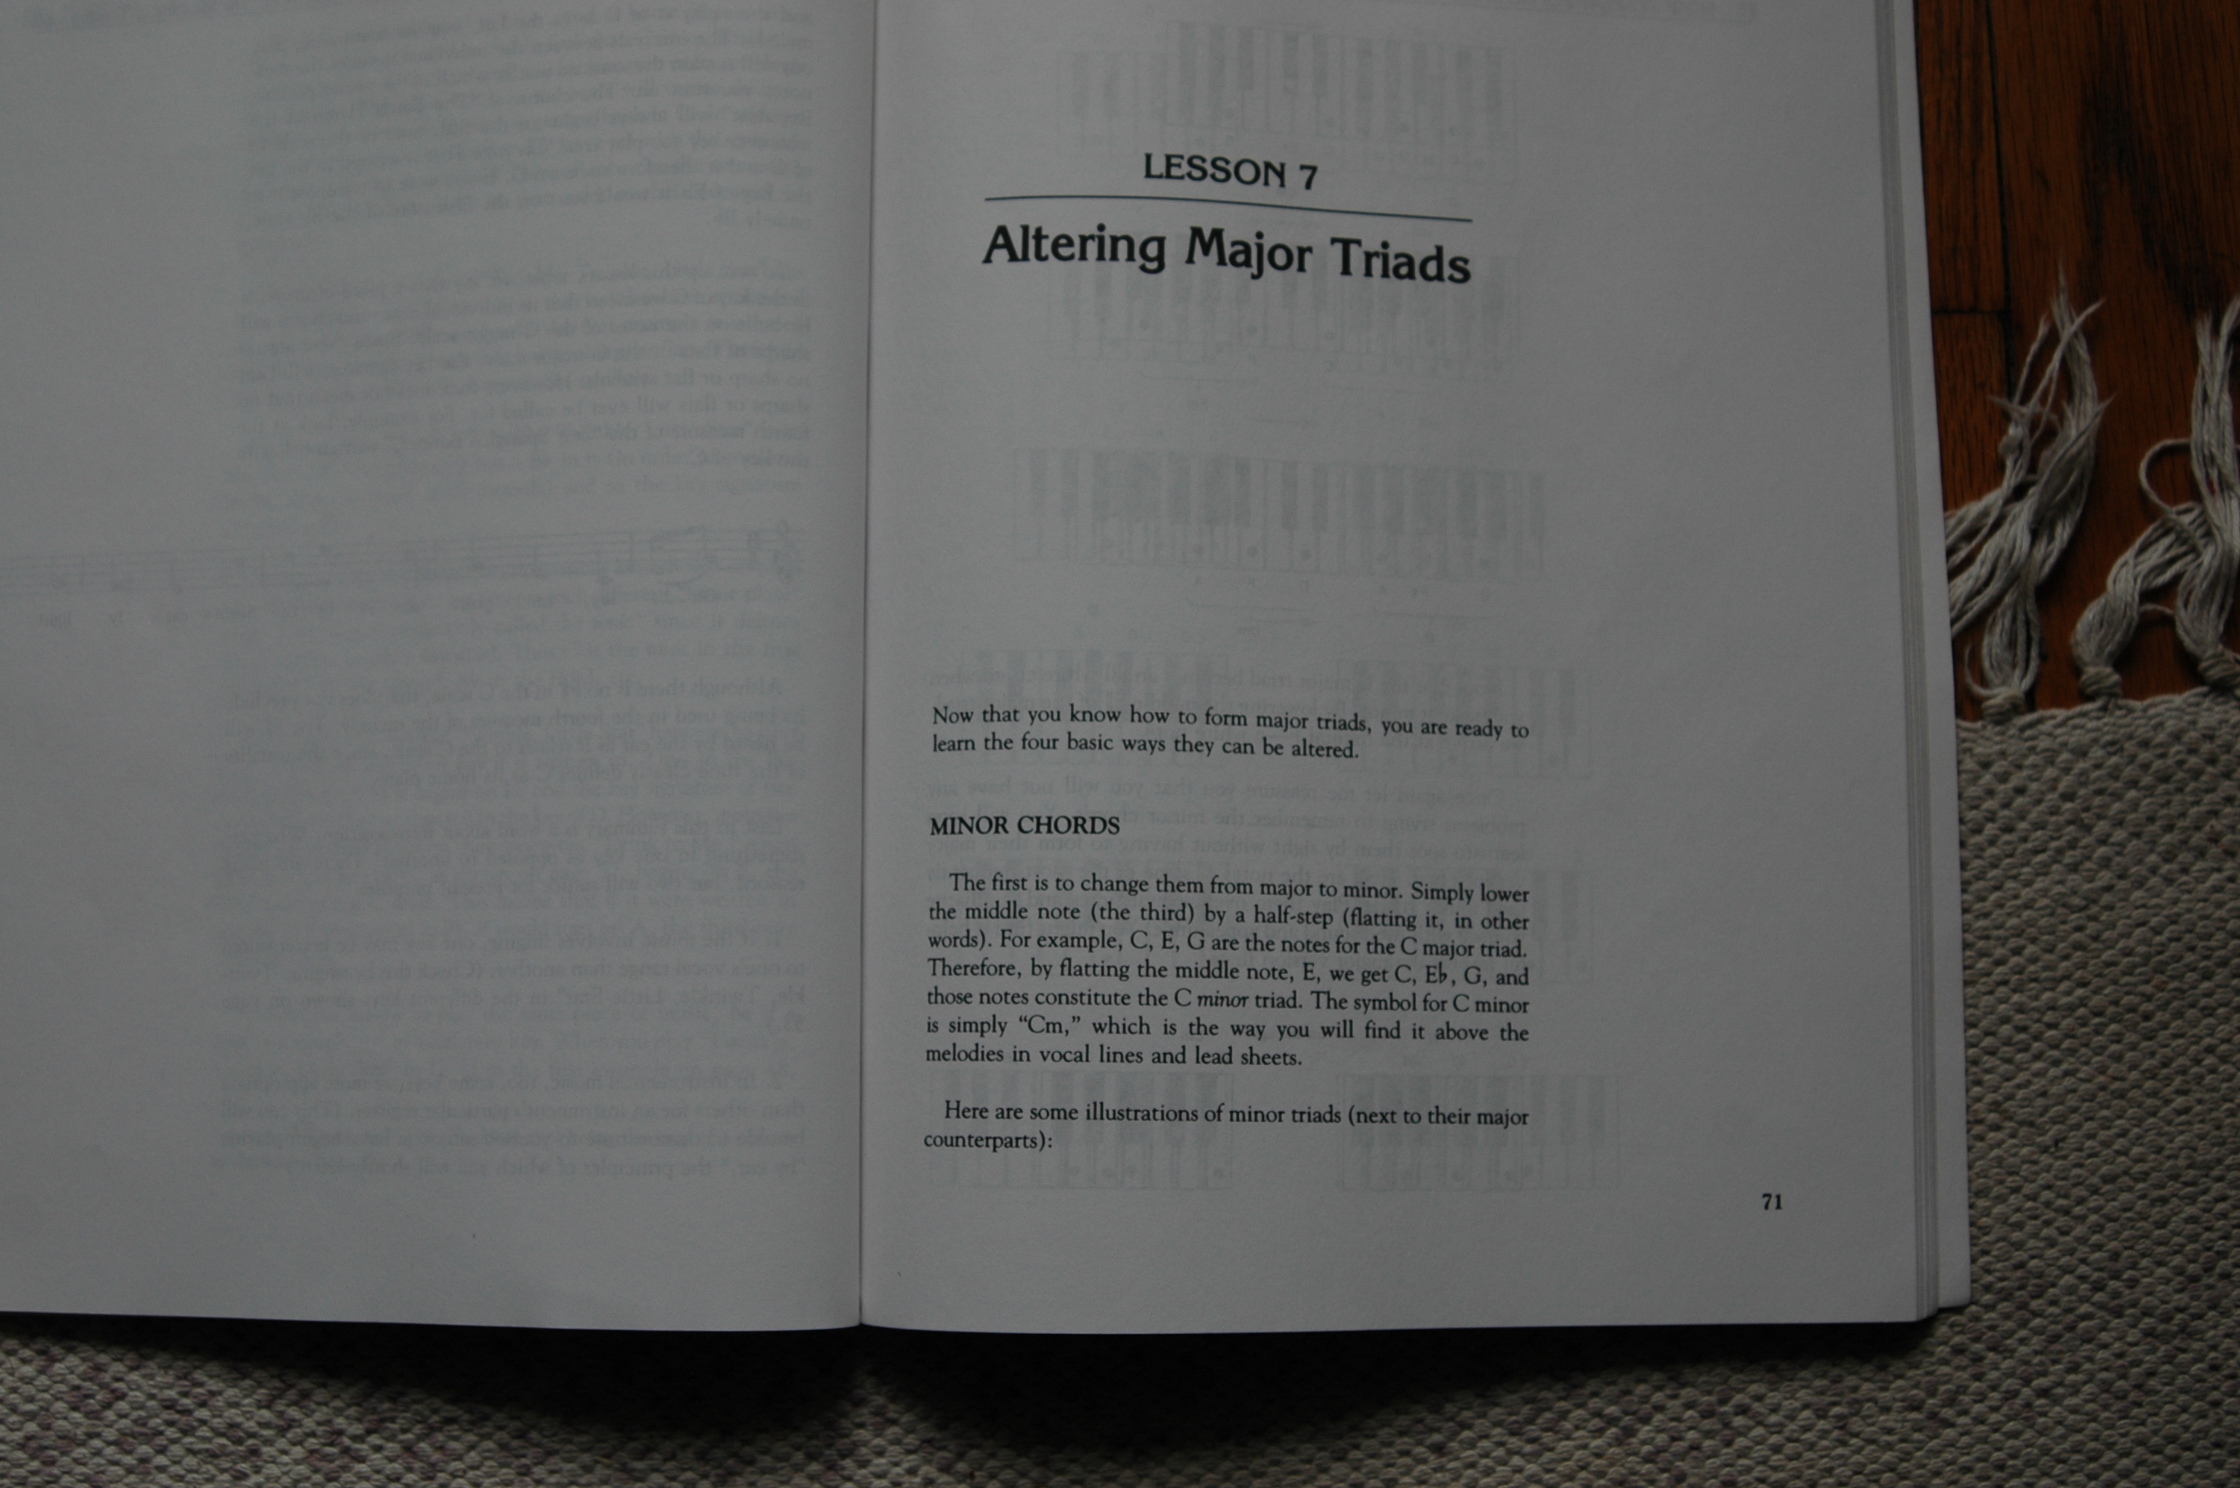 LESSON 7
Altering Major Triads
Now that you know how to form major triads, you are ready to
learn the four basic ways they can be altered.
MINOR CHORDS
The first is to change them from major to minor. Simply lower
the middle note (the third) by a half-step (flatting it, in other
words). For example, C, E, G are the notes for the C major triad.
Therefore, by flatting the middle note, E, we get C, E♭, G, and
those notes constitute the C minor triad. The symbol for C minor
is simply “Cm,” which is the way you will find it above the
melodies in vocal lines and lead sheets.
Here are some illustrations of minor triads (next to their major
counterparts):
71